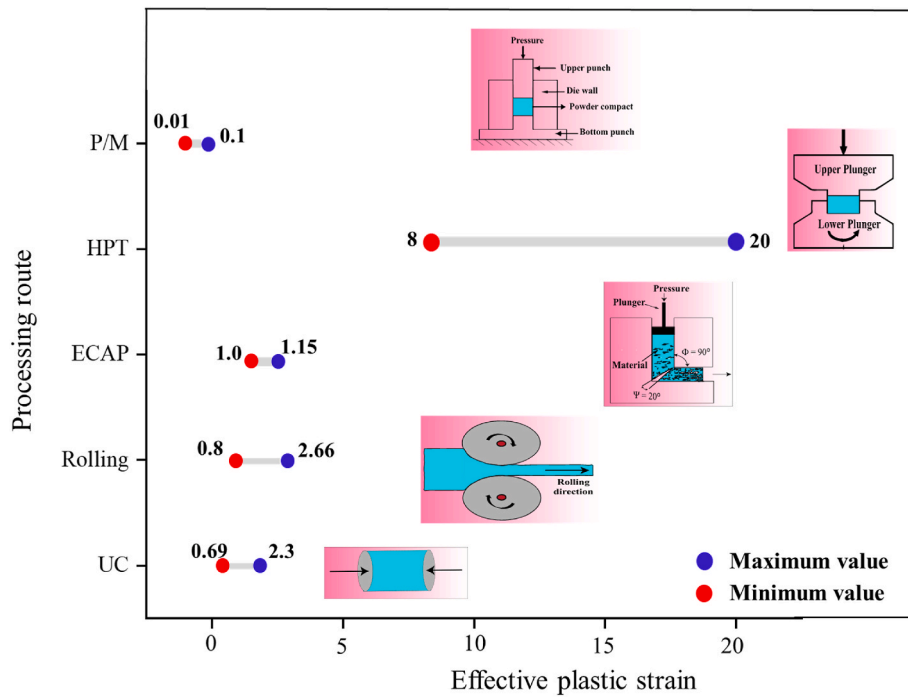 Pressure
Upper punch
Die wall
Powder compact
Bottom punch
0.01
0.1
P/M
Upper Plunger
Lower Plunger
8
20
HPT
Pressure
Plunger
Material
Φ = 90°
Ψ = 20°
1.0
1.15
ECAP
0.8
2.66
Rolling
Rolling
direction
0.69
2.3
UC
Maximum value
Minimum value
0
5
10
15
20
Processing route
Effective plastic strain